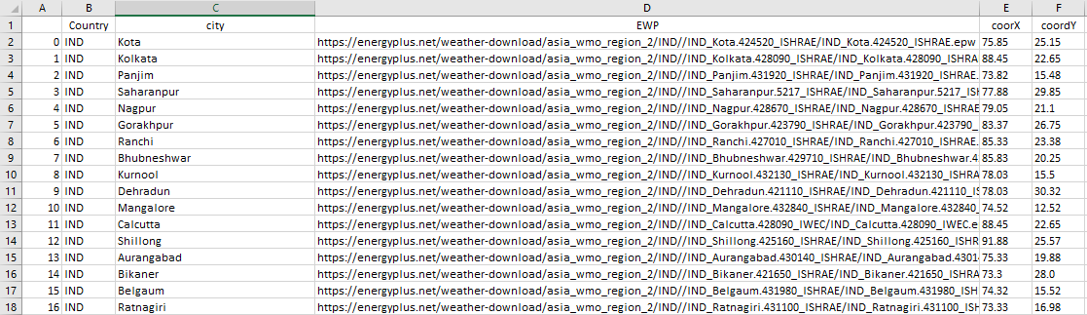 A B C D E F
1 Country city EWP coorX coordY
2 0 IND Kota https://energyplus.net/weather-download/asia_wmo_region_2/IND//IND_Kota.424520_ISHRAE/IND_Kota.424520_ISHRAE.epw 75.85 25.15
3 1 IND Kolkata https://energyplus.net/weather-download/asia_wmo_region_2/IND//IND_Kolkata.428090_ISHRAE/IND_Kolkata.428090_ISHRA 88.45 22.65
4 2 IND Panjim https://energyplus.net/weather-download/asia_wmo_region_2/IND//IND_Panjim.431920_ISHRAE/IND_Panjim.431920_ISHRAE. 73.82 15.48
5 3 IND Saharanpur https://energyplus.net/weather-download/asia_wmo_region_2/IND//IND_Saharanpur.5217_ISHRAE/IND_Saharanpur.5217_IS 77.88 29.85
6 4 IND Nagpur https://energyplus.net/weather-download/asia_wmo_region_2/IND//IND_Nagpur.428670_ISHRAE/IND_Nagpur.428670_ISHRAE 79.05 21.1
7 5 IND Gorakhpur https://energyplus.net/weather-download/asia_wmo_region_2/IND//IND_Gorakhpur.423790_ISHRAE/IND_Gorakhpur.423790_ 83.37 26.75
8 6 IND Ranchi https://energyplus.net/weather-download/asia_wmo_region_2/IND//IND_Ranchi.427010_ISHRAE/IND_Ranchi.427010_ISHRAE. 85.33 23.38
9 7 IND Bhubneshwar https://energyplus.net/weather-download/asia_wmo_region_2/IND//IND_Bhubneshwar.429710_ISHRAE/IND_Bhubneshwar.4 85.83 20.25
10 8 IND Kurnool https://energyplus.net/weather-download/asia_wmo_region_2/IND//IND_Kurnool.432130_ISHRAE/IND_Kurnool.432130_ISHRA 78.03 15.5
11 9 IND Dehradun https://energyplus.net/weather-download/asia_wmo_region_2/IND//IND_Dehradun.421110_ISHRAE/IND_Dehradun.421110_IS 78.03 30.32
12 10 IND Mangalore https://energyplus.net/weather-download/asia_wmo_region_2/IND//IND_Mangalore.432840_ISHRAE/IND_Mangalore.432840_ 74.52 12.52
13 11 IND Calcutta https://energyplus.net/weather-download/asia_wmo_region_2/IND//IND_Calcutta.428090_IWEC/IND_Calcutta.428090_IWEC.e 88.45 22.65
14 12 IND Shillong https://energyplus.net/weather-download/asia_wmo_region_2/IND//IND_Shillong.425160_ISHRAE/IND_Shillong.425160_ISHR 91.88 25.57
15 13 IND Aurangabad https://energyplus.net/weather-download/asia_wmo_region_2/IND//IND_Aurangabad.430140_ISHRAE/IND_Aurangabad.43014 75.33 19.88
16 14 IND Bikaner https://energyplus.net/weather-download/asia_wmo_region_2/IND//IND_Bikaner.421650_ISHRAE/IND_Bikaner.421650_ISHRA 73.3 28.0
17 15 IND Belgaum https://energyplus.net/weather-download/asia_wmo_region_2/IND//IND_Belgaum.431980_ISHRAE/IND_Belgaum.431980_ISH 74.32 15.52
18 16 IND Ratnagiri https://energyplus.net/weather-download/asia_wmo_region_2/IND//IND_Ratnagiri.431100_ISHRAE/IND_Ratnagiri.431100_ISH 73.33 16.98